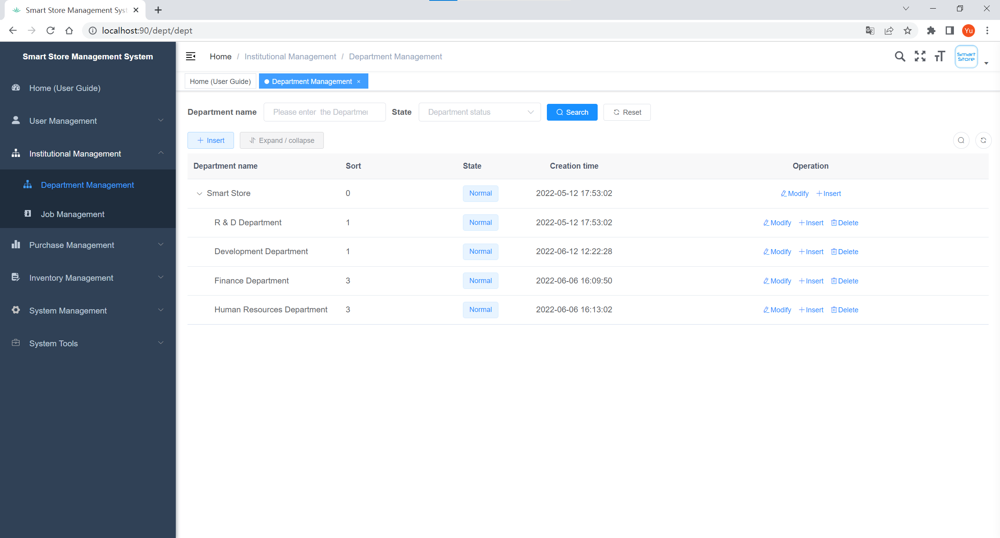 Smart Store Management Syst
localhost:90/dept/dept
Yu
Smart Store Management System
Home / Institutional Management / Department Management
Smart
Store
Home (User Guide)
Department Management ×
Home (User Guide)
User Management
Institutional Management
Department Management
Job Management
Purchase Management
Inventory Management
System Management
System Tools
Department name Please enter the Departmen State Department status Search Reset
+ Insert Expand / collapse
Department name Sort State Creation time Operation
Smart Store 0 Normal 2022-05-12 17:53:02 Modify +Insert
R & D Department 1 Normal 2022-05-12 17:53:02 Modify +Insert Delete
Development Department 1 Normal 2022-06-12 12:22:28 Modify +Insert Delete
Finance Department 3 Normal 2022-06-06 16:09:50 Modify +Insert Delete
Human Resources Department 3 Normal 2022-06-06 16:13:02 Modify +Insert Delete